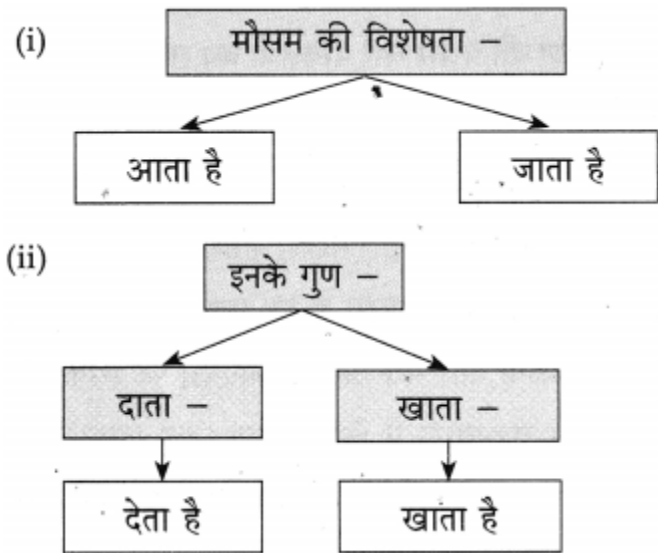 (i) मौसम की विशेषता –
आता है जाता है
(ii) इनके गुण –
दाता – खाता –
देता है खाता है